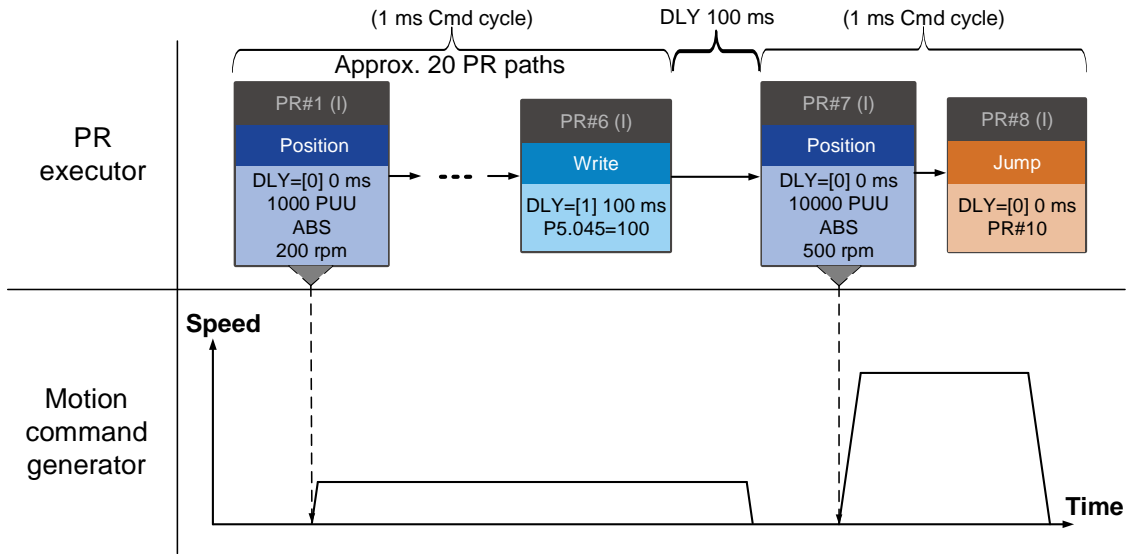 (1 ms Cmd cycle)
DLY 100 ms
(1 ms Cmd cycle)
Approx. 20 PR paths
PR
executor
PR#1 (I)
Position
DLY=[0] 0 ms
1000 PUU
ABS
200 rpm
PR#6 (I)
Write
DLY=[1] 100 ms
P5.045=100
PR#7 (I)
Position
DLY=[0] 0 ms
10000 PUU
ABS
500 rpm
PR#8 (I)
Jump
DLY=[0] 0 ms
PR#10
Motion
command
generator
Speed
Time